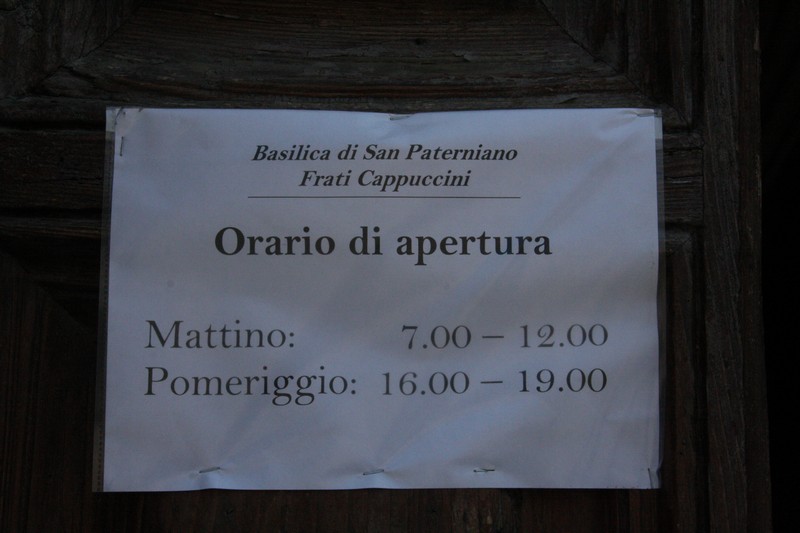 Basilica di San Paterniano
Frati Cappuccini
Orario di apertura
Mattino: 7.00 – 12.00
Pomeriggio: 16.00 – 19.00